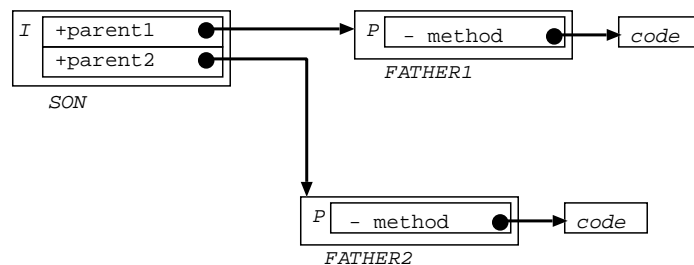 I
+parent1
+parent2
SON
P
- method
code
FATHER1
P
- method
code
FATHER2